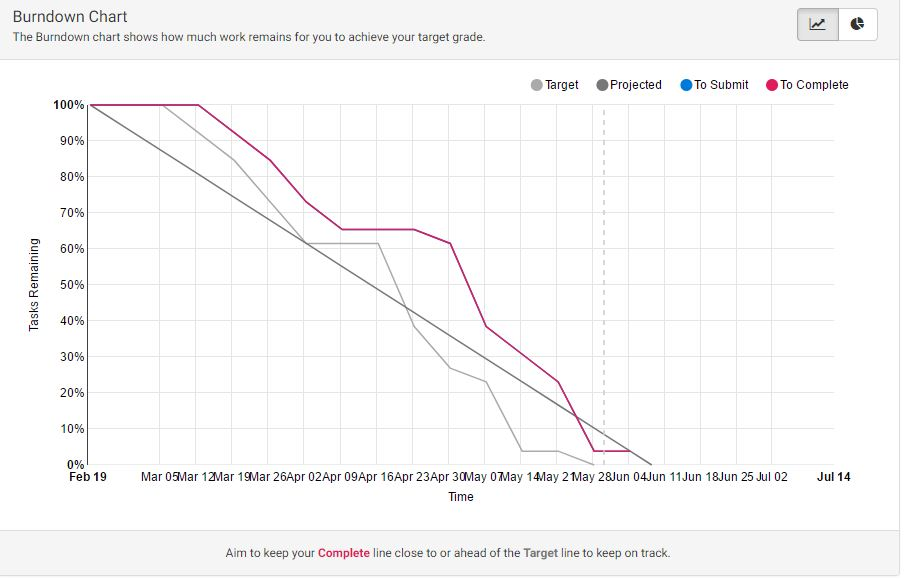 Burndown Chart
The Burndown chart shows how much work remains for you to achieve your target grade.
Target Projected To Submit To Complete
100%
90%
80%
70%
60%
50%
40%
30%
20%
10%
0%
Tasks Remaining
Feb 19 Mar 05 Mar 12 Mar 19 Mar 26 Apr 02 Apr 09 Apr 16 Apr 23 Apr 30 May 07 May 14 May 21 May 28 Jun 04 Jun 11 Jun 18 Jun 25 Jul 02 Jul 14
Time
Aim to keep your Complete line close to or ahead of the Target line to keep on track.